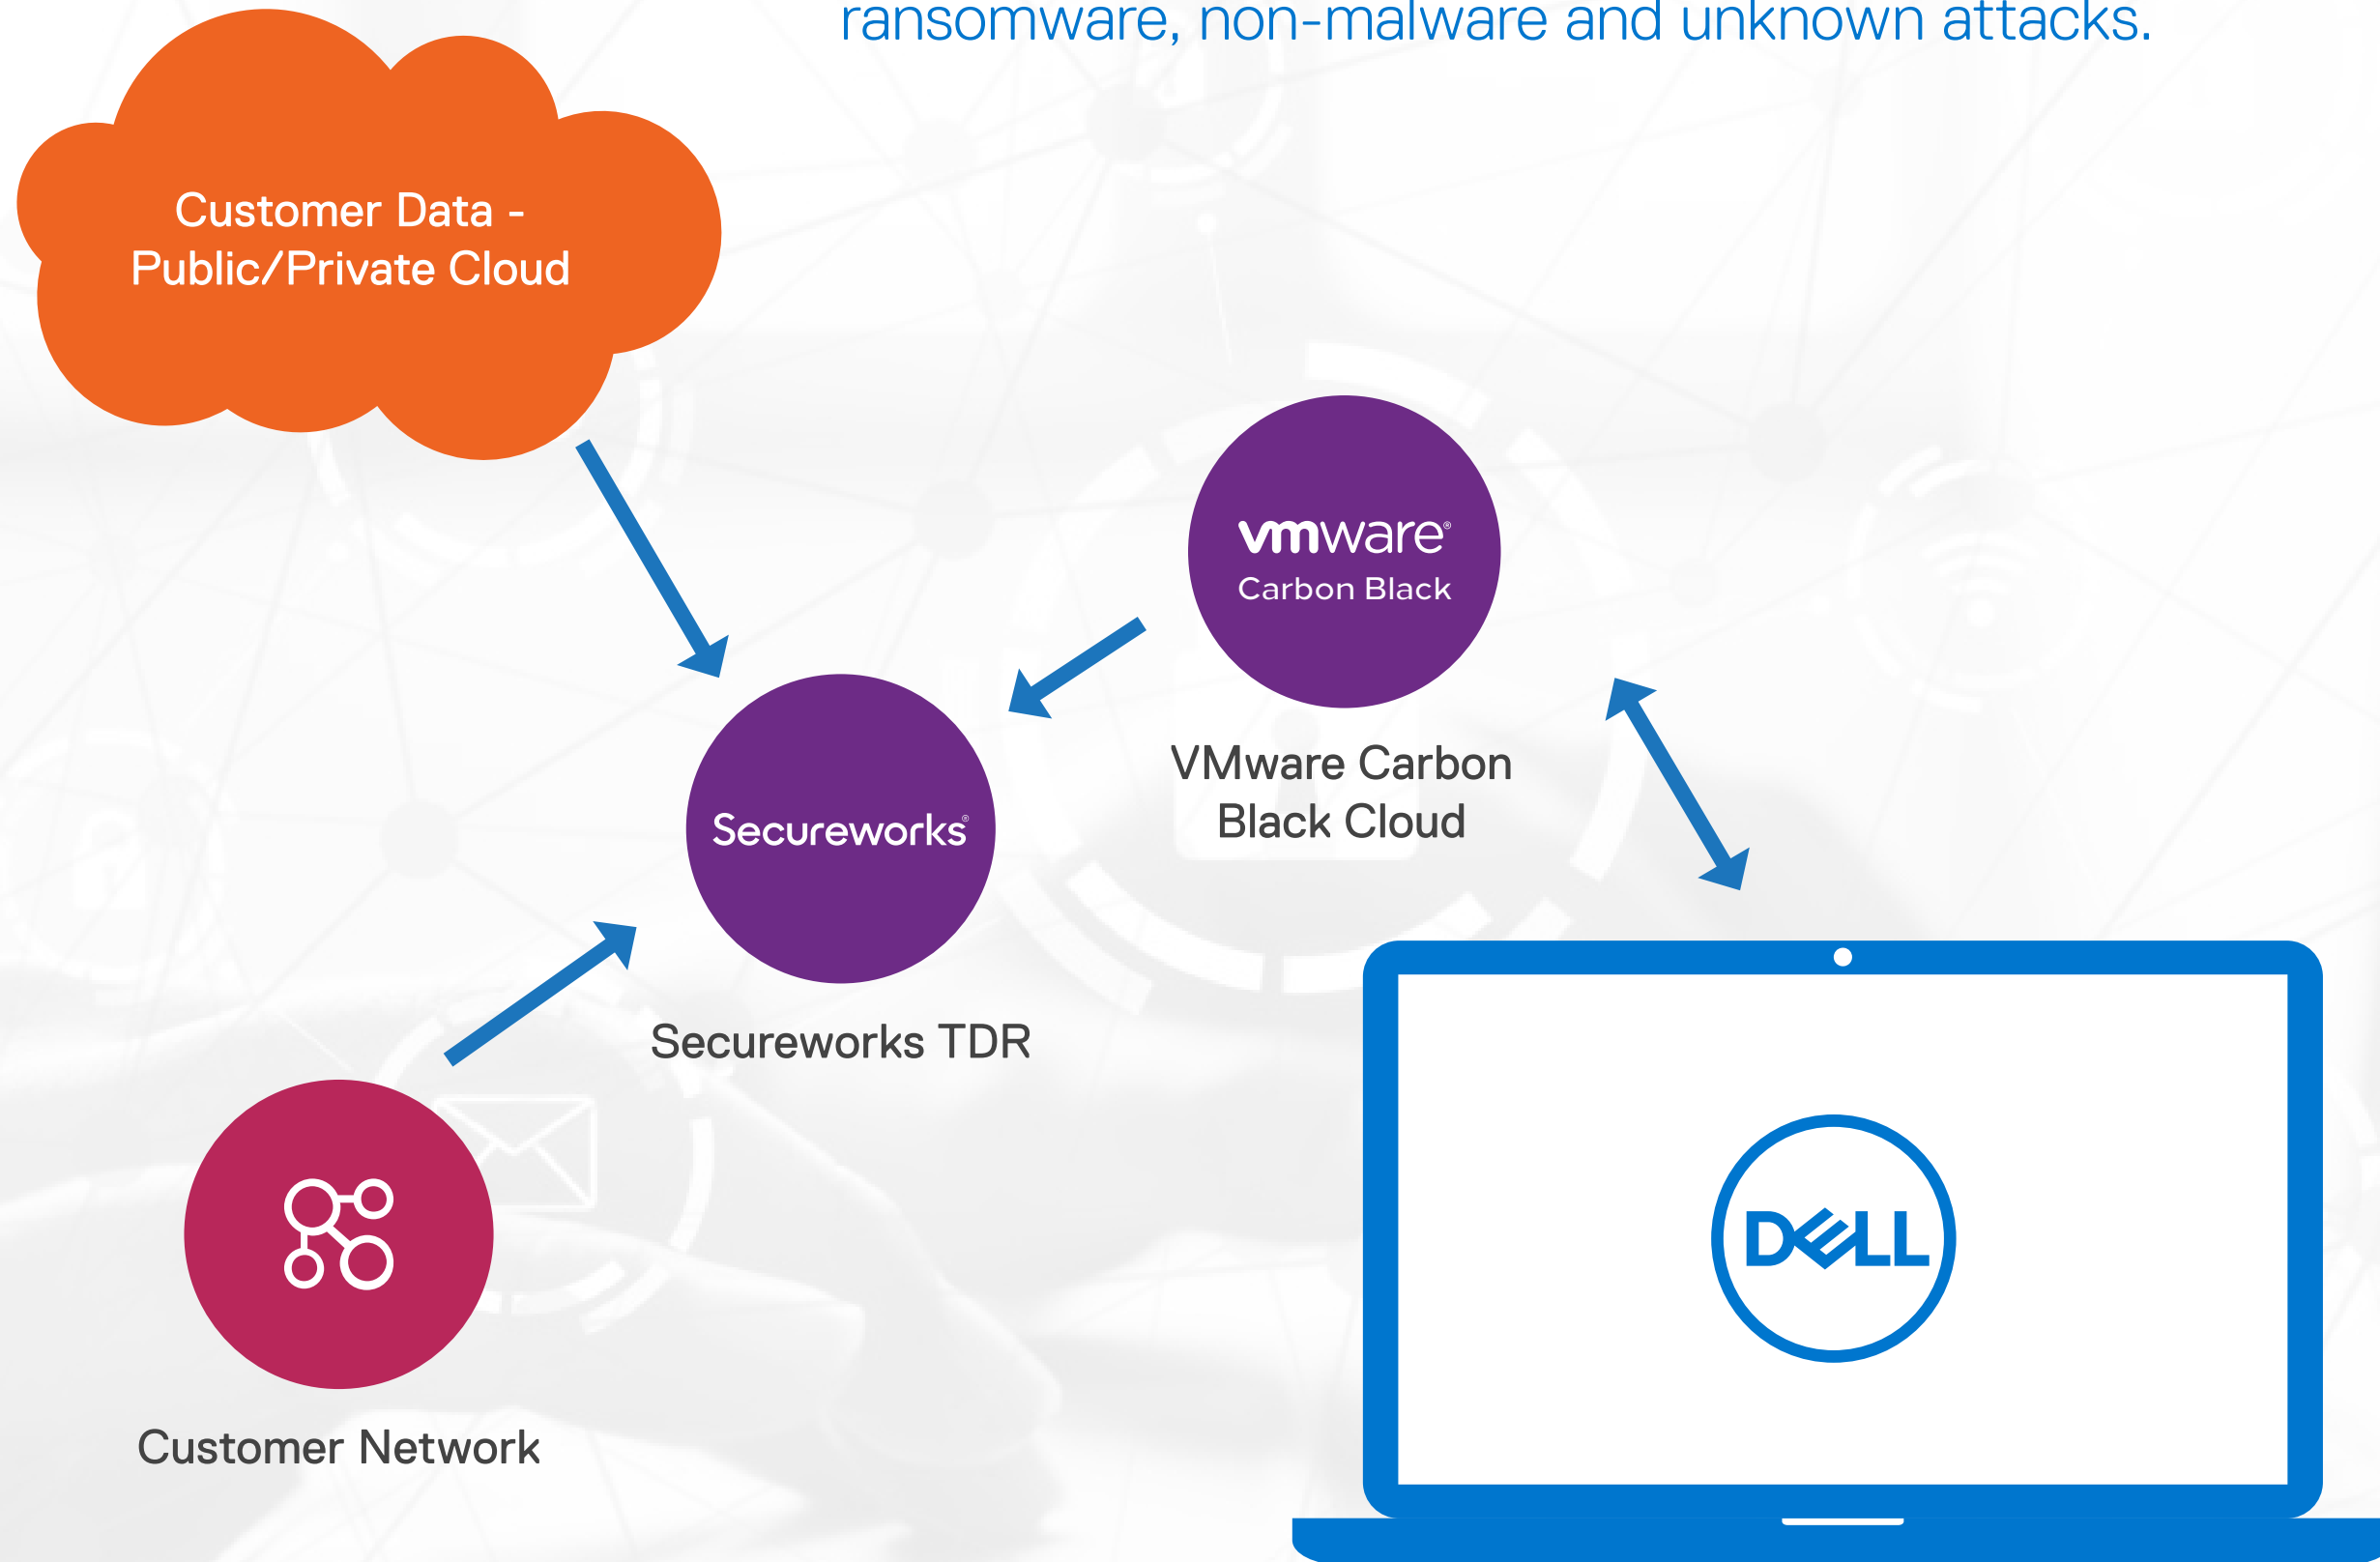 ransomware, non-malware and unknown attacks.
Customer Data -
Public/Private Cloud
vmware®
Carbon Black
VMware Carbon
Black Cloud
Secureworks®
Secureworks TDR
Customer Network
DELL